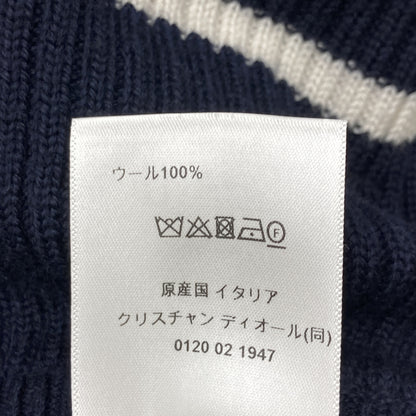 ウール100%
F
原産国 イタリア
クリスチャン ディオール(同)
0120 02 1947